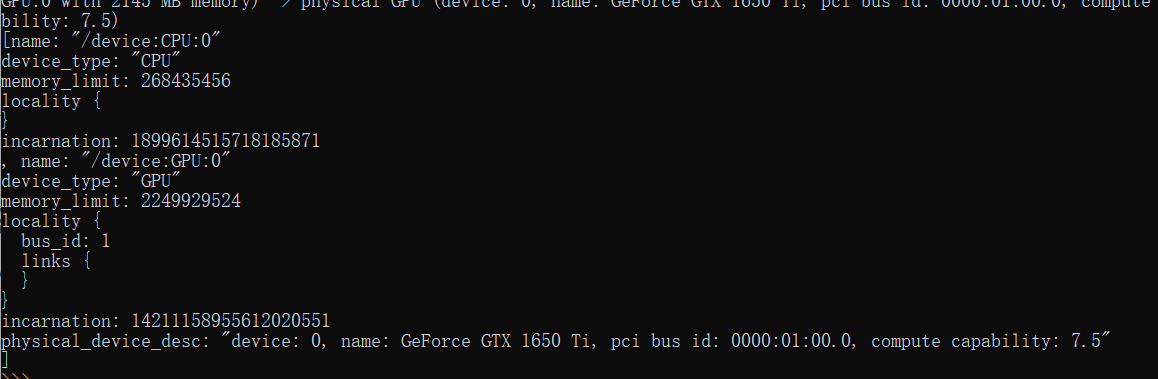 GPU:0 with 2145 MB memory) -> physical GPU (device: 0, name: GeForce GTX 1650 Ti, pci bus id: 0000:01:00.0, compute
bility: 7.5)
[name: "/device:CPU:0"
device_type: "CPU"
memory_limit: 268435456
locality {
}
incarnation: 1899614515718185871
, name: "/device:GPU:0"
device_type: "GPU"
memory_limit: 2249929524
locality {
  bus_id: 1
  links {
  }
}
incarnation: 14211158955612020551
physical_device_desc: "device: 0, name: GeForce GTX 1650 Ti, pci bus id: 0000:01:00.0, compute capability: 7.5"
]
>>>